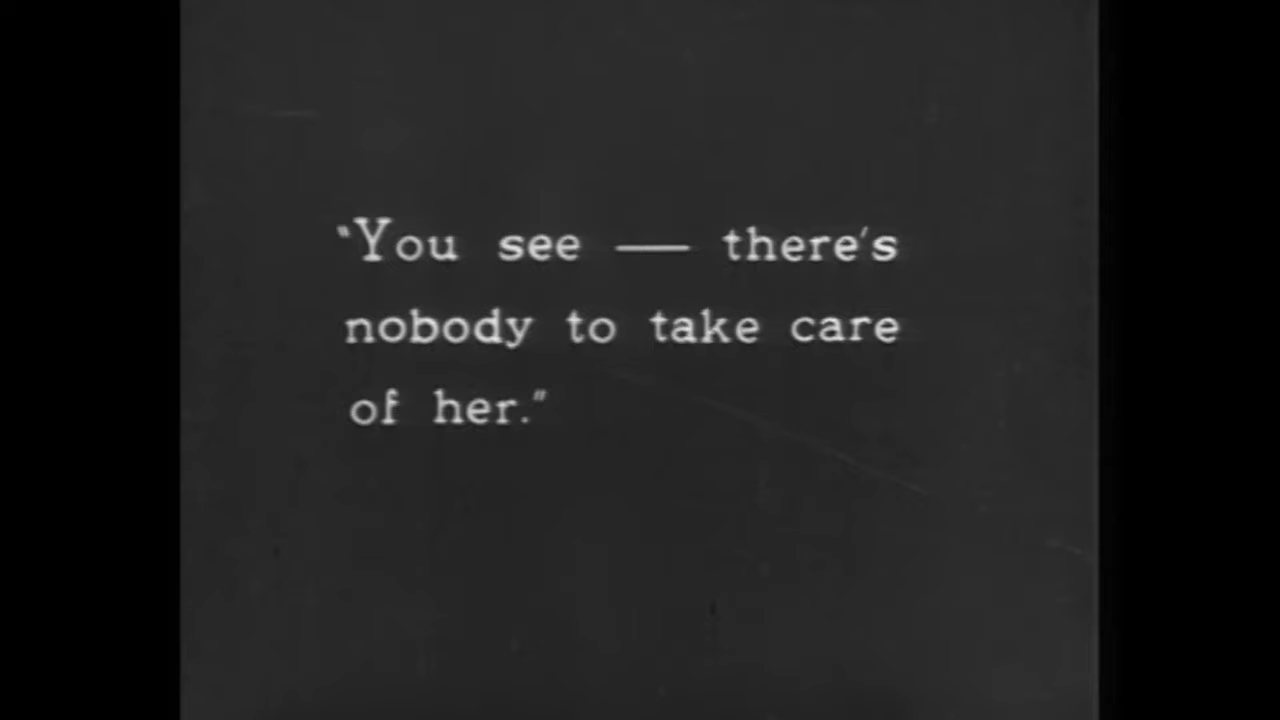 "You see — there's
nobody to take care
of her."